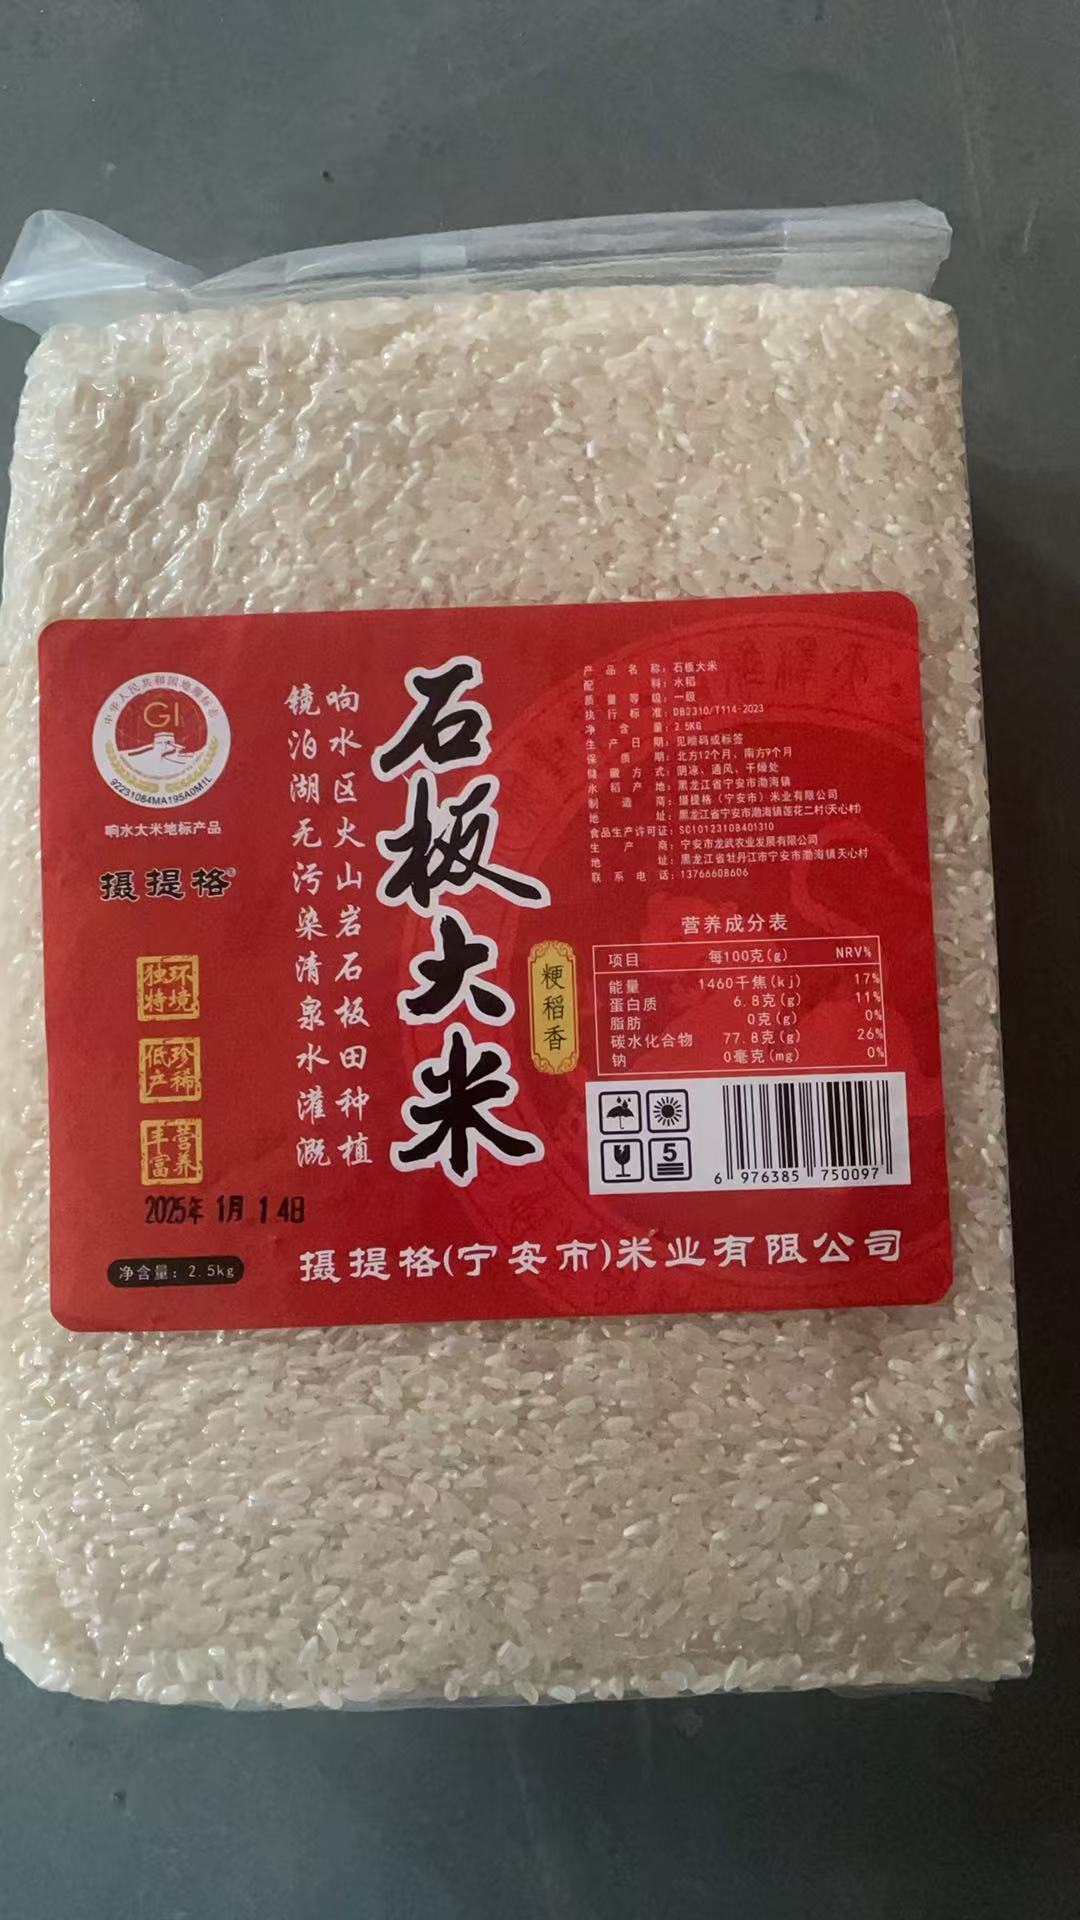 中华人民共和国地理标志
GI
92231084MA195A0M1L
响水大米地标产品
摄提格®
环境独特
珍稀低产
营养丰富
2025年 1月 14日
净含量：2.5kg
响水区火山岩石板田种植
镜泊湖无污染清泉水灌溉
石板大米
粳稻香
产品名称：石板大米
配料：水稻
质量等级：一级
执行标准：DB2310/T114-2023
净含量：2.5KG
生产日期：见喷码或标签
保质期：北方12个月、南方9个月
储藏方式：阴凉、通风、干燥处
水稻产地：黑龙江省宁安市渤海镇
制造商：摄提格（宁安市）米业有限公司
地址：黑龙江省宁安市渤海镇莲花二村(天心村)
食品生产许可证：SC10123108401310
生产商：宁安市龙武农业发展有限公司
地址：黑龙江省牡丹江市宁安市渤海镇天心村
联系电话：13766608606
营养成分表
项目 每100克(g) NRV%
能量 1460千焦(kj) 17%
蛋白质 6.8克(g) 11%
脂肪 0克(g) 0%
碳水化合物 77.8克(g) 26%
钠 0毫克(mg) 0%
5
6 976385 750097
摄提格(宁安市)米业有限公司